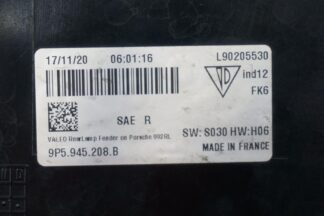 17/11/20 06:01:16 L90205530
ind12
FK6
SAE R
SW: S030 HW: H06
VALEO RearLamp Feeder on Porsche 992RL
9P5.945.208.B MADE IN FRANCE